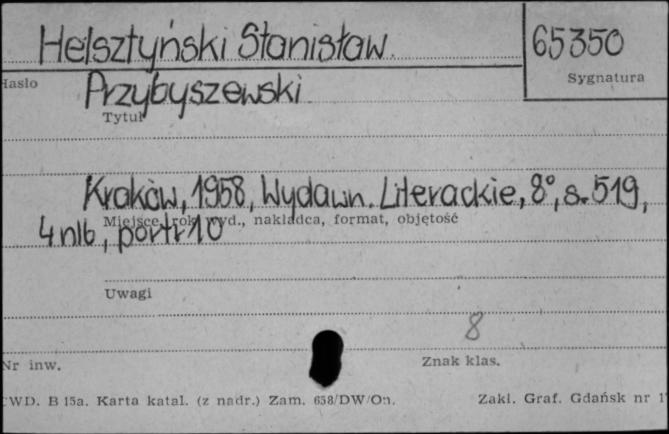 Helsztyński Stanisław 65350
Hasło Sygnatura
Przybyszewski
Tytuł
Kraków, 1958, Wydawn. Literackie, 8°, s. 519,
Miejsce, rok wyd., nakładca, format, objętość
4 nlb, portr 10
Uwagi
8
Nr inw. Znak klas.
CWD. B 15a. Karta katal. (z nadr.) Zam. 658/DW/On. Zakl. Graf. Gdańsk nr 1